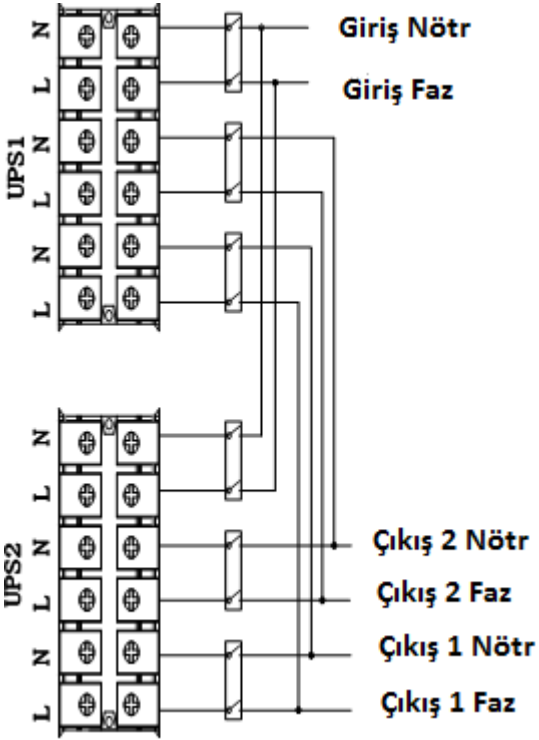 N
Giriş Nötr
L
Giriş Faz
UPS1
N
L
N
L
N
L
UPS2
N
Çıkış 2 Nötr
L
Çıkış 2 Faz
N
Çıkış 1 Nötr
L
Çıkış 1 Faz